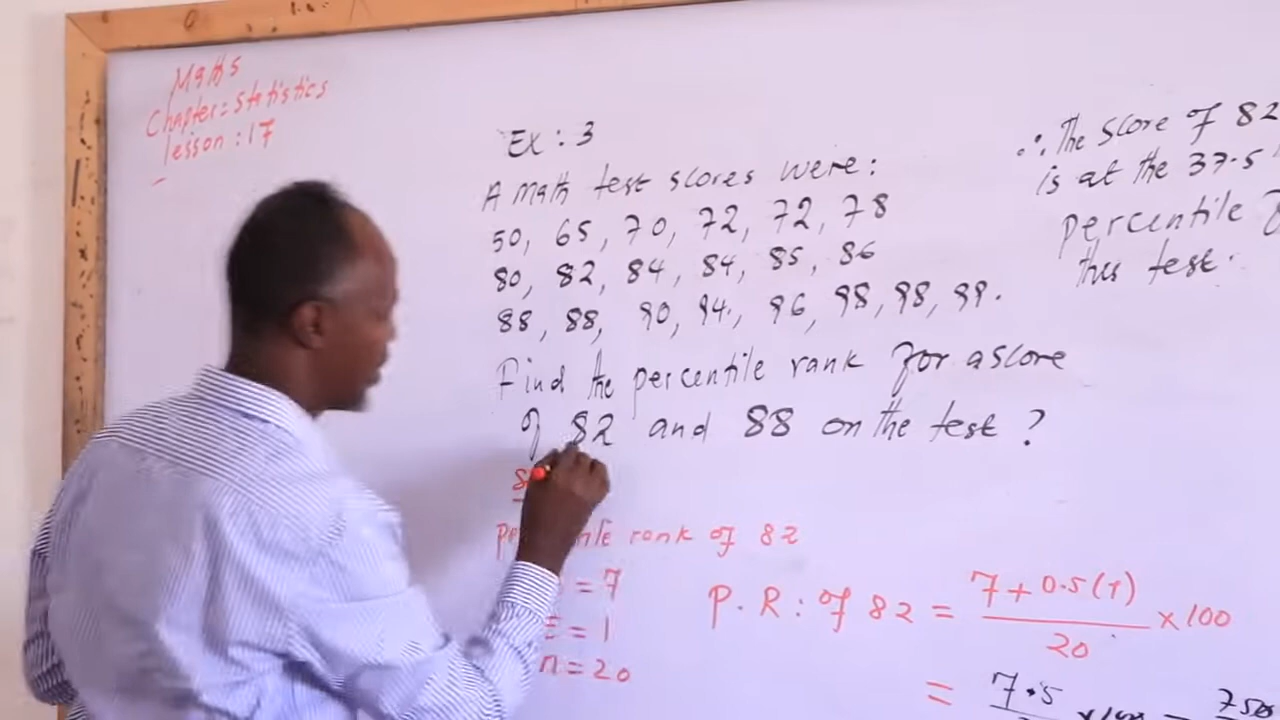 Maths
Chapter = Statistics
lesson : 17
Ex : 3
A math test scores were :
50, 65, 70, 72, 72, 78
80, 82, 84, 84, 85, 86
88, 88, 90, 94, 96, 98, 98, 99.
Find the percentile rank for a score
of 82 and 88 on the test ?
rank of 82
= 7
E = 1
n = 20
P. R : of 82 = 7 + 0.5 (1) / 20 × 100
= 7.5 ×100 =
∴ The score of 82
is at the 37.5
percentile
this test.